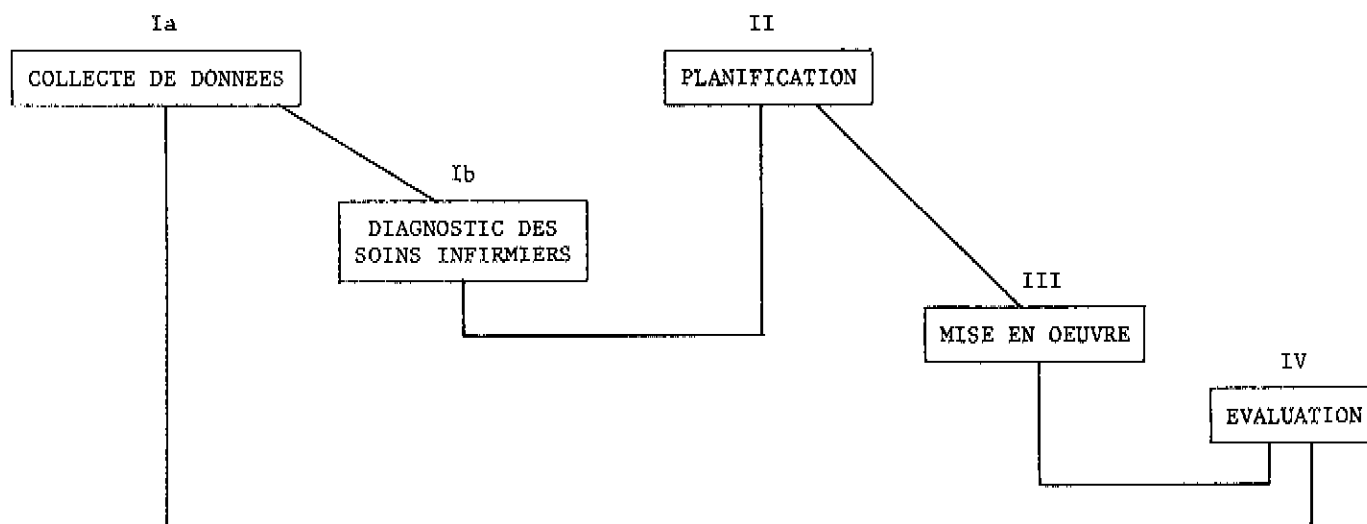 Ia
COLLECTE DE DONNEES
Ib
DIAGNOSTIC DES
SOINS INFIRMIERS
II
PLANIFICATION
III
MISE EN OEUVRE
IV
EVALUATION